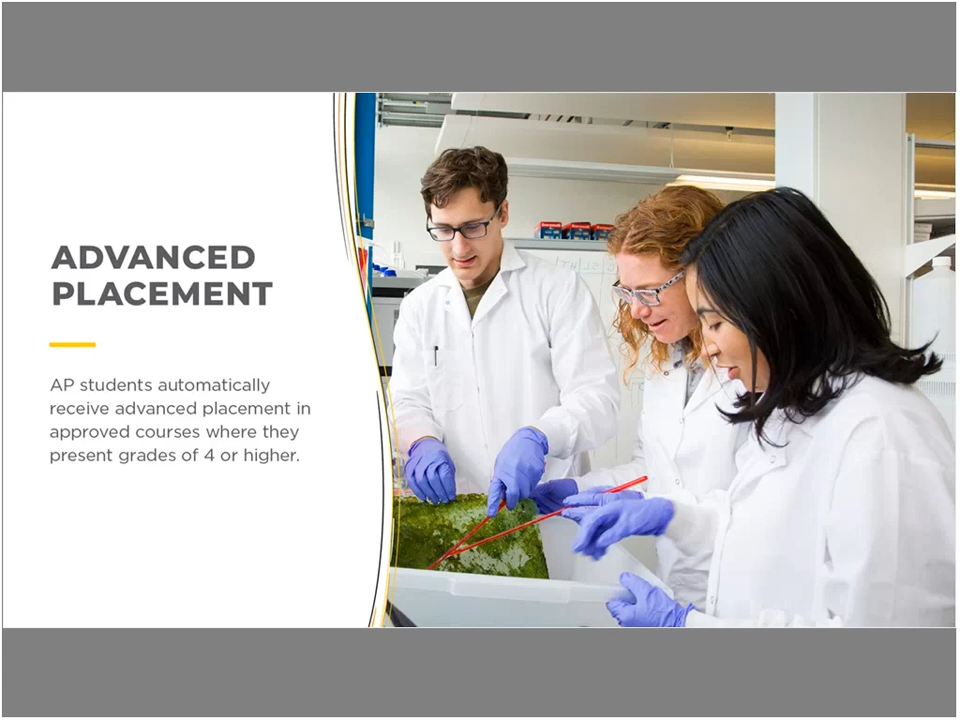 ADVANCED
PLACEMENT
AP students automatically
receive advanced placement in
approved courses where they
present grades of 4 or higher.